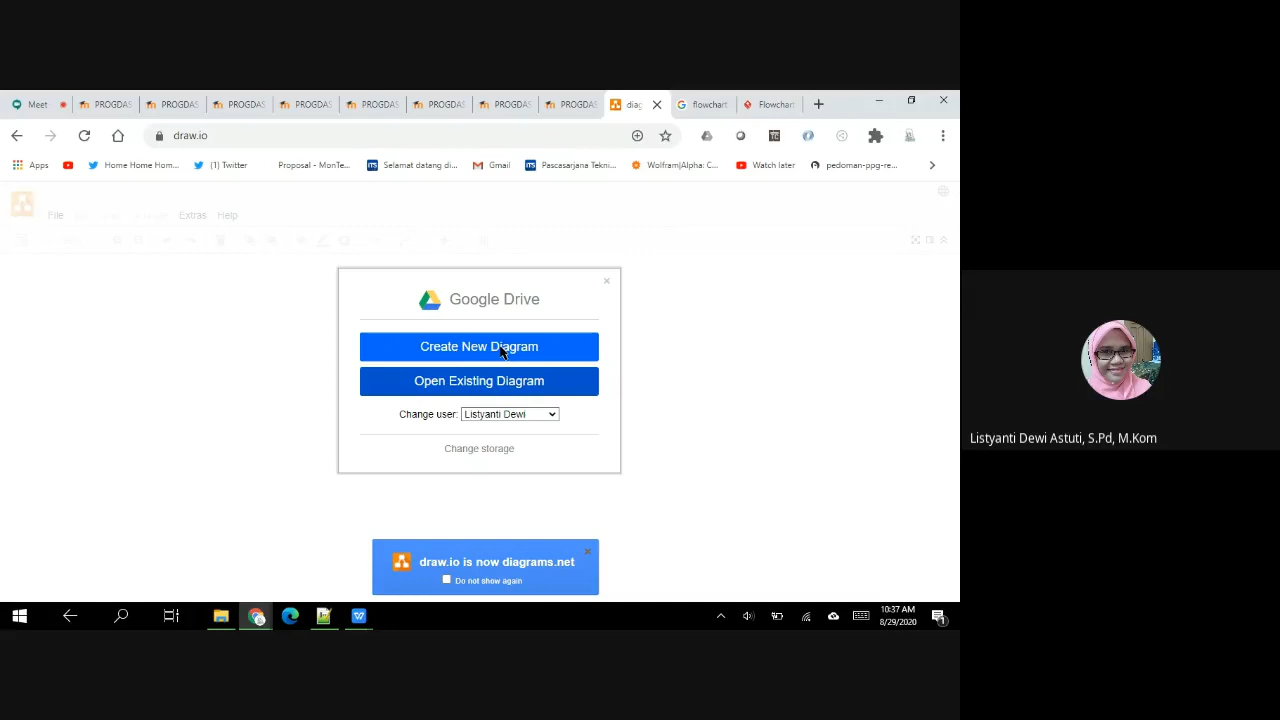 Meet
PROGDAS
PROGDAS
PROGDAS
PROGDAS
PROGDAS
PROGDAS
PROGDAS
PROGDAS
diag
flowchart
Flowchart
draw.io
Apps
Home Home Hom...
(1) Twitter
Proposal - MonTe...
Selamat datang di...
Gmail
Pascasarjana Tekni...
Wolfram|Alpha: C...
Watch later
pedoman-ppg-re...
File
Extras
Help
Google Drive
Create New Diagram
Open Existing Diagram
Change user: Listyanti Dewi
Change storage
Listyanti Dewi Astuti, S.Pd, M.Kom
draw.io is now diagrams.net
Do not show again
10:37 AM
8/29/2020
1